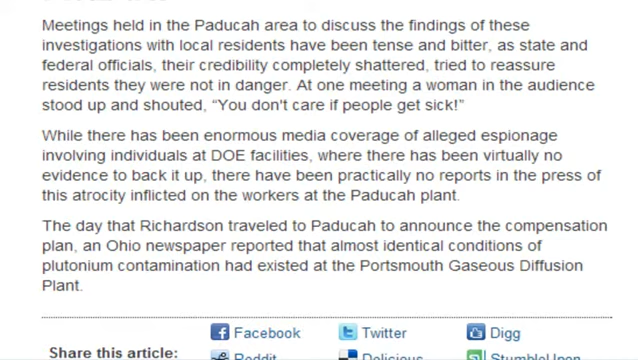 Meetings held in the Paducah area to discuss the findings of these
investigations with local residents have been tense and bitter, as state and
federal officials, their credibility completely shattered, tried to reassure
residents they were not in danger. At one meeting a woman in the audience
stood up and shouted, “You don't care if people get sick!”
While there has been enormous media coverage of alleged espionage
involving individuals at DOE facilities, where there has been virtually no
evidence to back it up, there have been practically no reports in the press of
this atrocity inflicted on the workers at the Paducah plant.
The day that Richardson traveled to Paducah to announce the compensation
plan, an Ohio newspaper reported that almost identical conditions of
plutonium contamination had existed at the Portsmouth Gaseous Diffusion
Plant.
Facebook Twitter Digg
Share this article: Reddit Delicious StumbleUpon